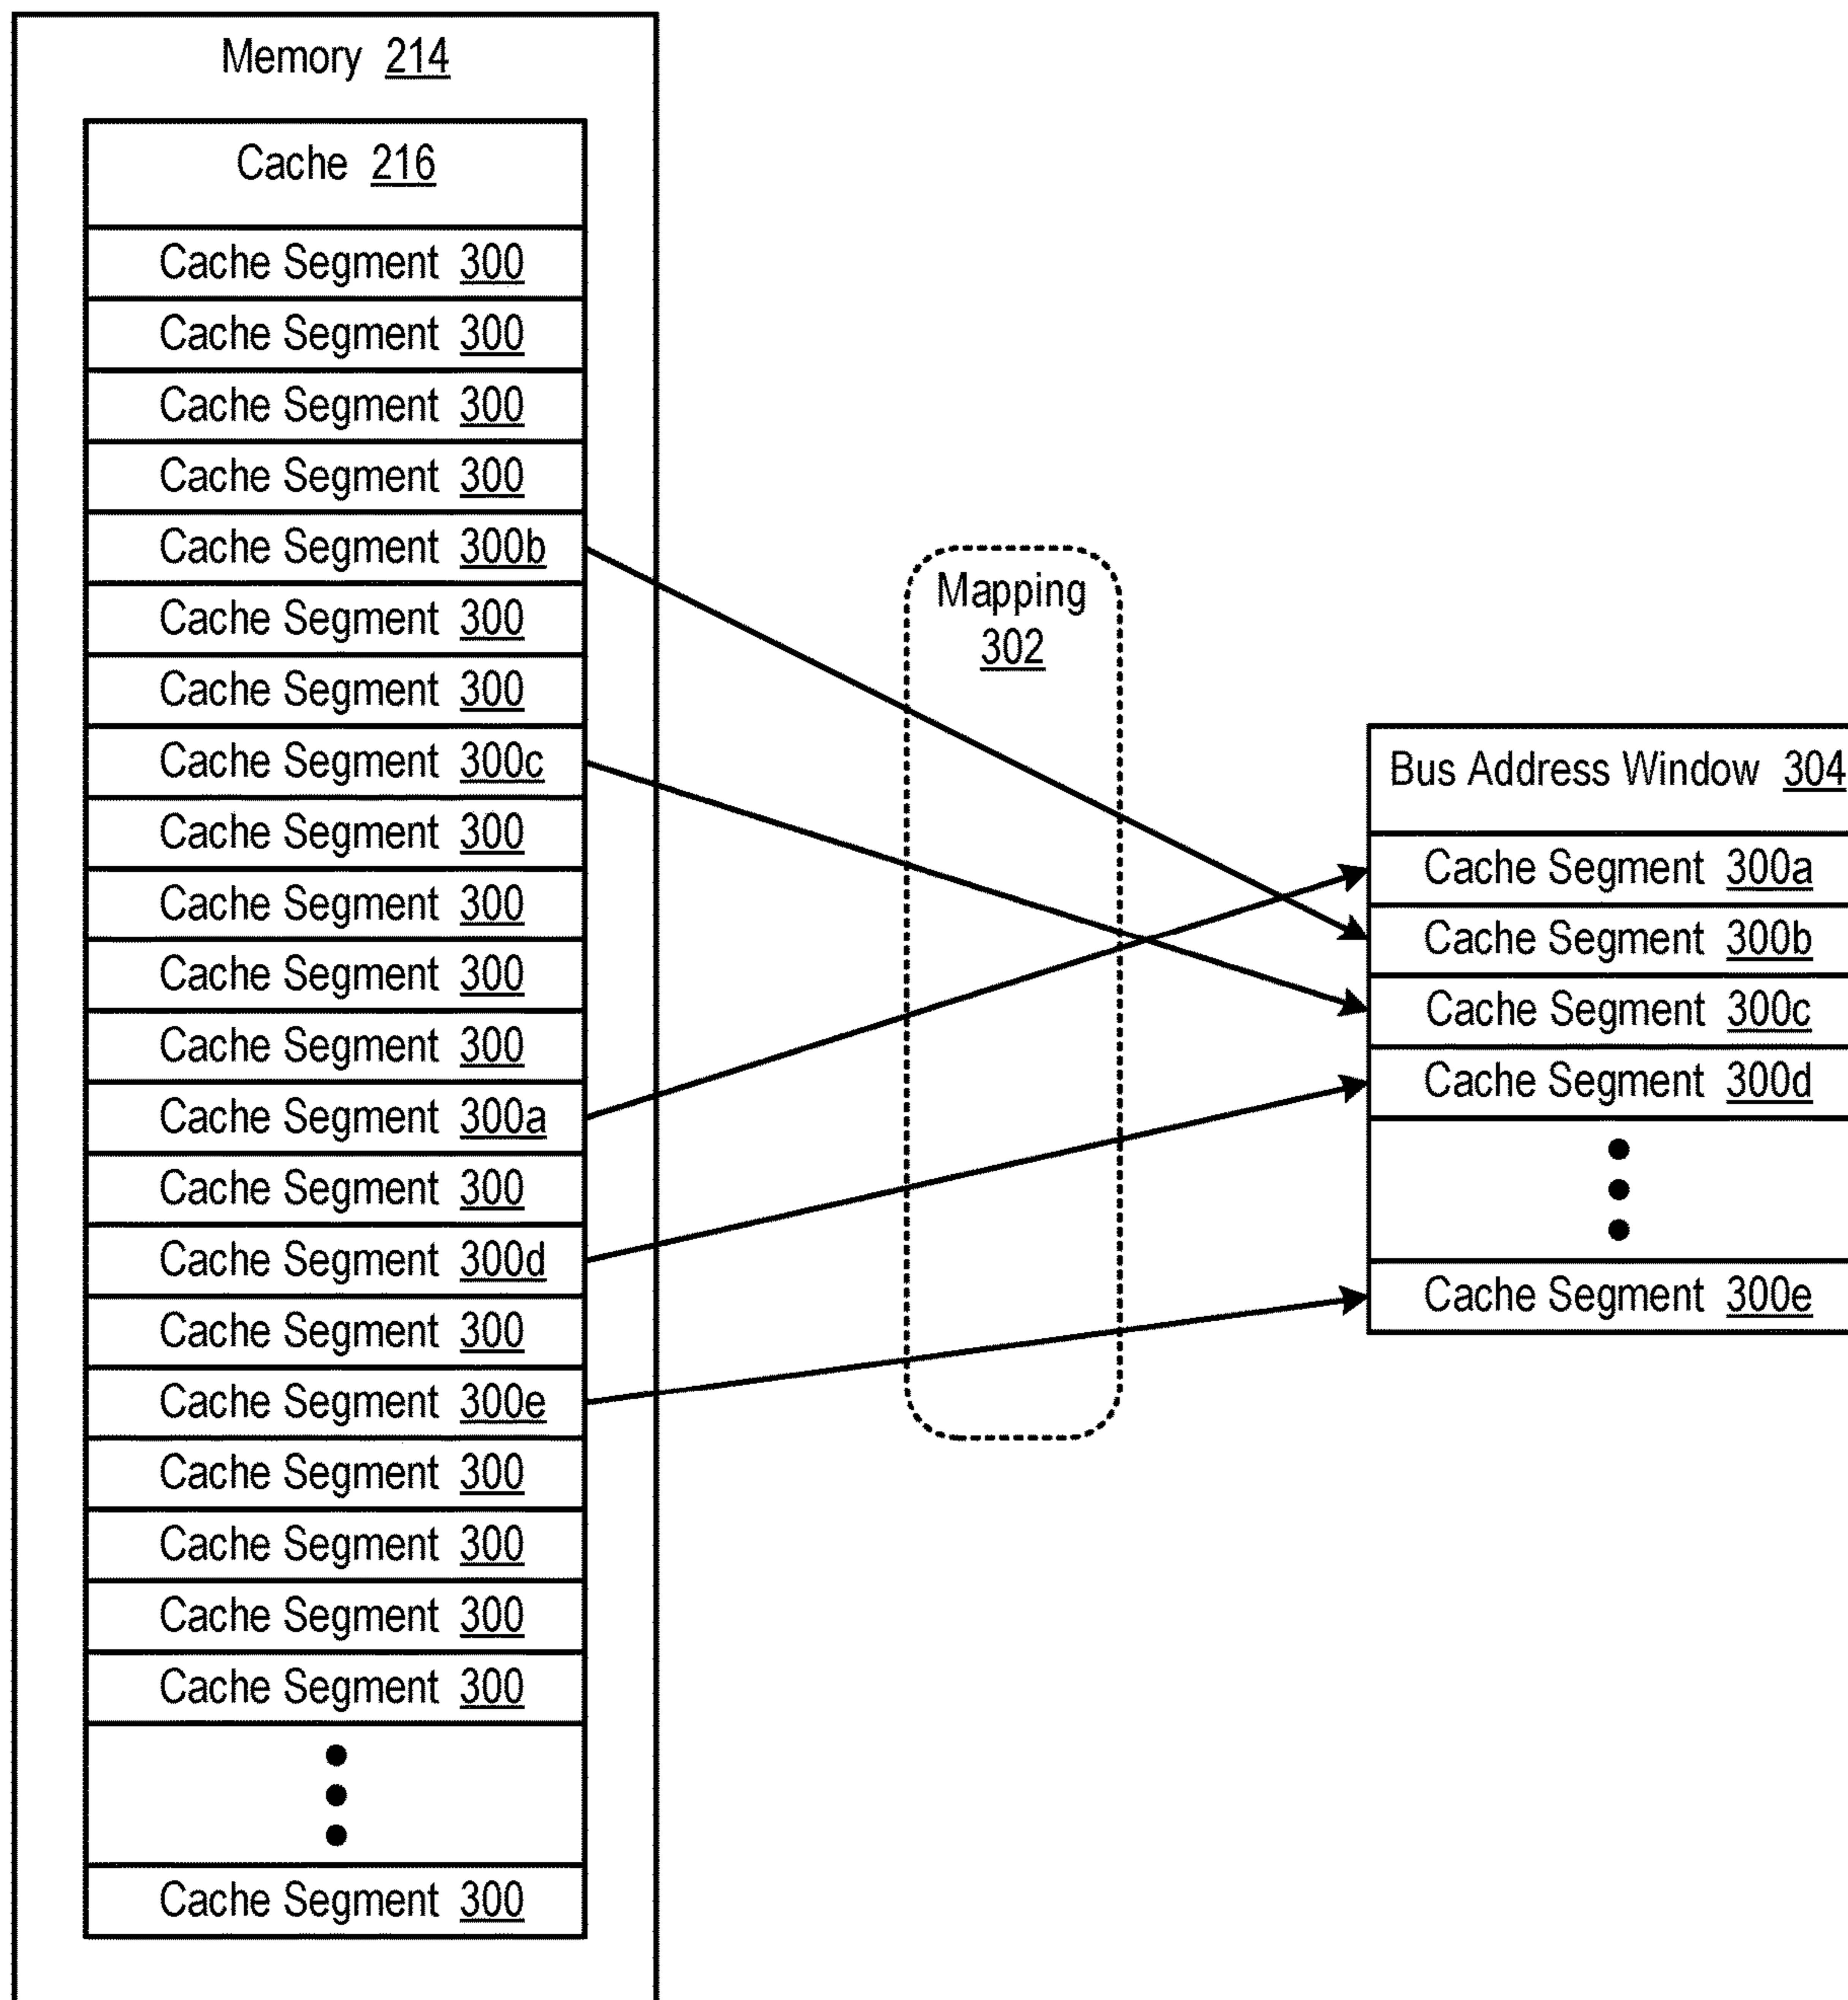 Memory 214
Cache 216
Cache Segment 300
Cache Segment 300
Cache Segment 300
Cache Segment 300
Cache Segment 300b
Cache Segment 300
Cache Segment 300
Cache Segment 300c
Cache Segment 300
Cache Segment 300
Cache Segment 300
Cache Segment 300
Cache Segment 300a
Cache Segment 300
Cache Segment 300d
Cache Segment 300
Cache Segment 300e
Cache Segment 300
Cache Segment 300
Cache Segment 300
Cache Segment 300
Cache Segment 300
Mapping
302
Bus Address Window 304
Cache Segment 300a
Cache Segment 300b
Cache Segment 300c
Cache Segment 300d
Cache Segment 300e